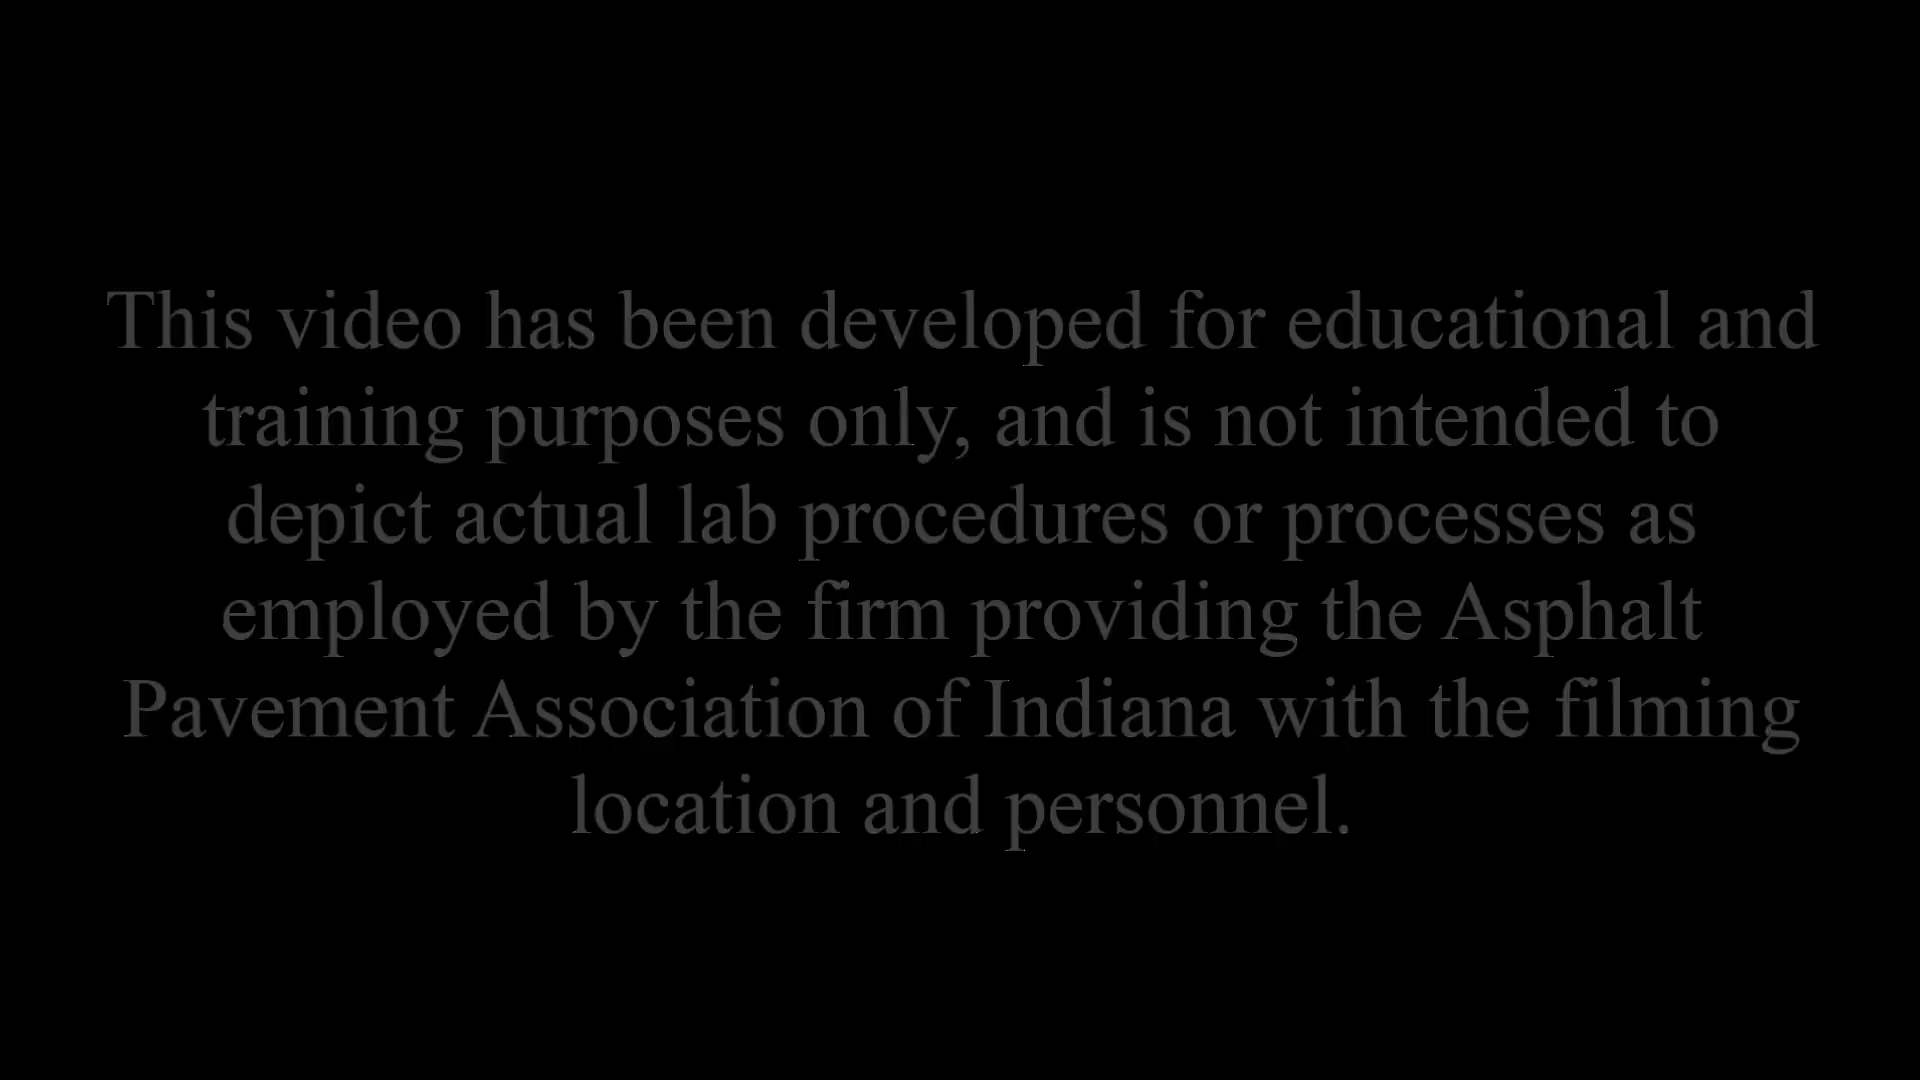 This video has been developed for educational and
training purposes only, and is not intended to
depict actual lab procedures or processes as
employed by the firm providing the Asphalt
Pavement Association of Indiana with the filming
location and personnel.